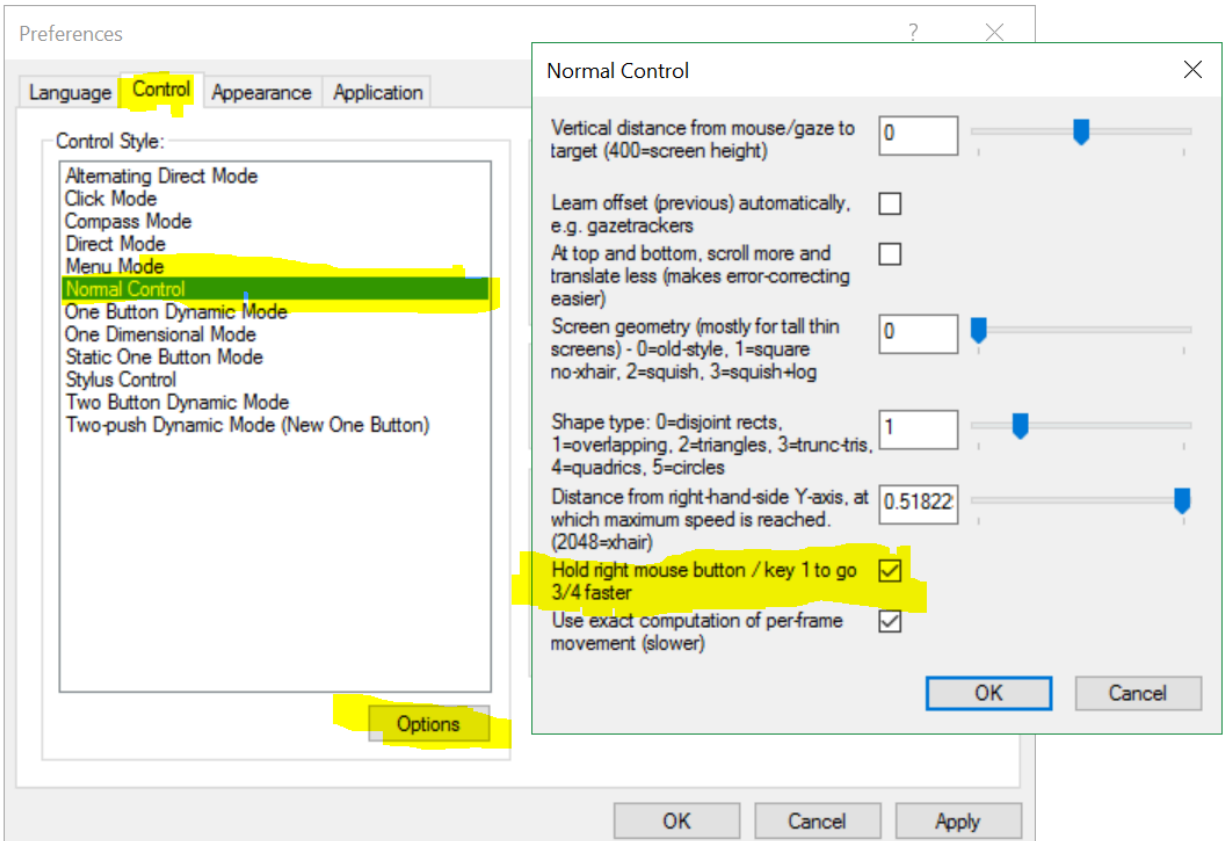 Preferences
?
Language Control Appearance Application
Control Style:
Alternating Direct Mode
Click Mode
Compass Mode
Direct Mode
Menu Mode
Normal Control
One Button Dynamic Mode
One Dimensional Mode
Static One Button Mode
Stylus Control
Two Button Dynamic Mode
Two-push Dynamic Mode (New One Button)
Options
OK Cancel Apply
Normal Control
Vertical distance from mouse/gaze to
target (400=screen height)
0
Learn offset (previous) automatically,
e.g. gazetrackers
At top and bottom, scroll more and
translate less (makes error-correcting
easier)
Screen geometry (mostly for tall thin
screens) - 0=old-style, 1=square
no-xhair, 2=squish, 3=squish+log
0
Shape type: 0=disjoint rects,
1=overlapping, 2=triangles, 3=trunc-tris,
4=quadrics, 5=circles
1
Distance from right-hand-side Y-axis, at
which maximum speed is reached.
(2048=xhair)
0.51822
Hold right mouse button / key 1 to go
3/4 faster
Use exact computation of per-frame
movement (slower)
OK Cancel